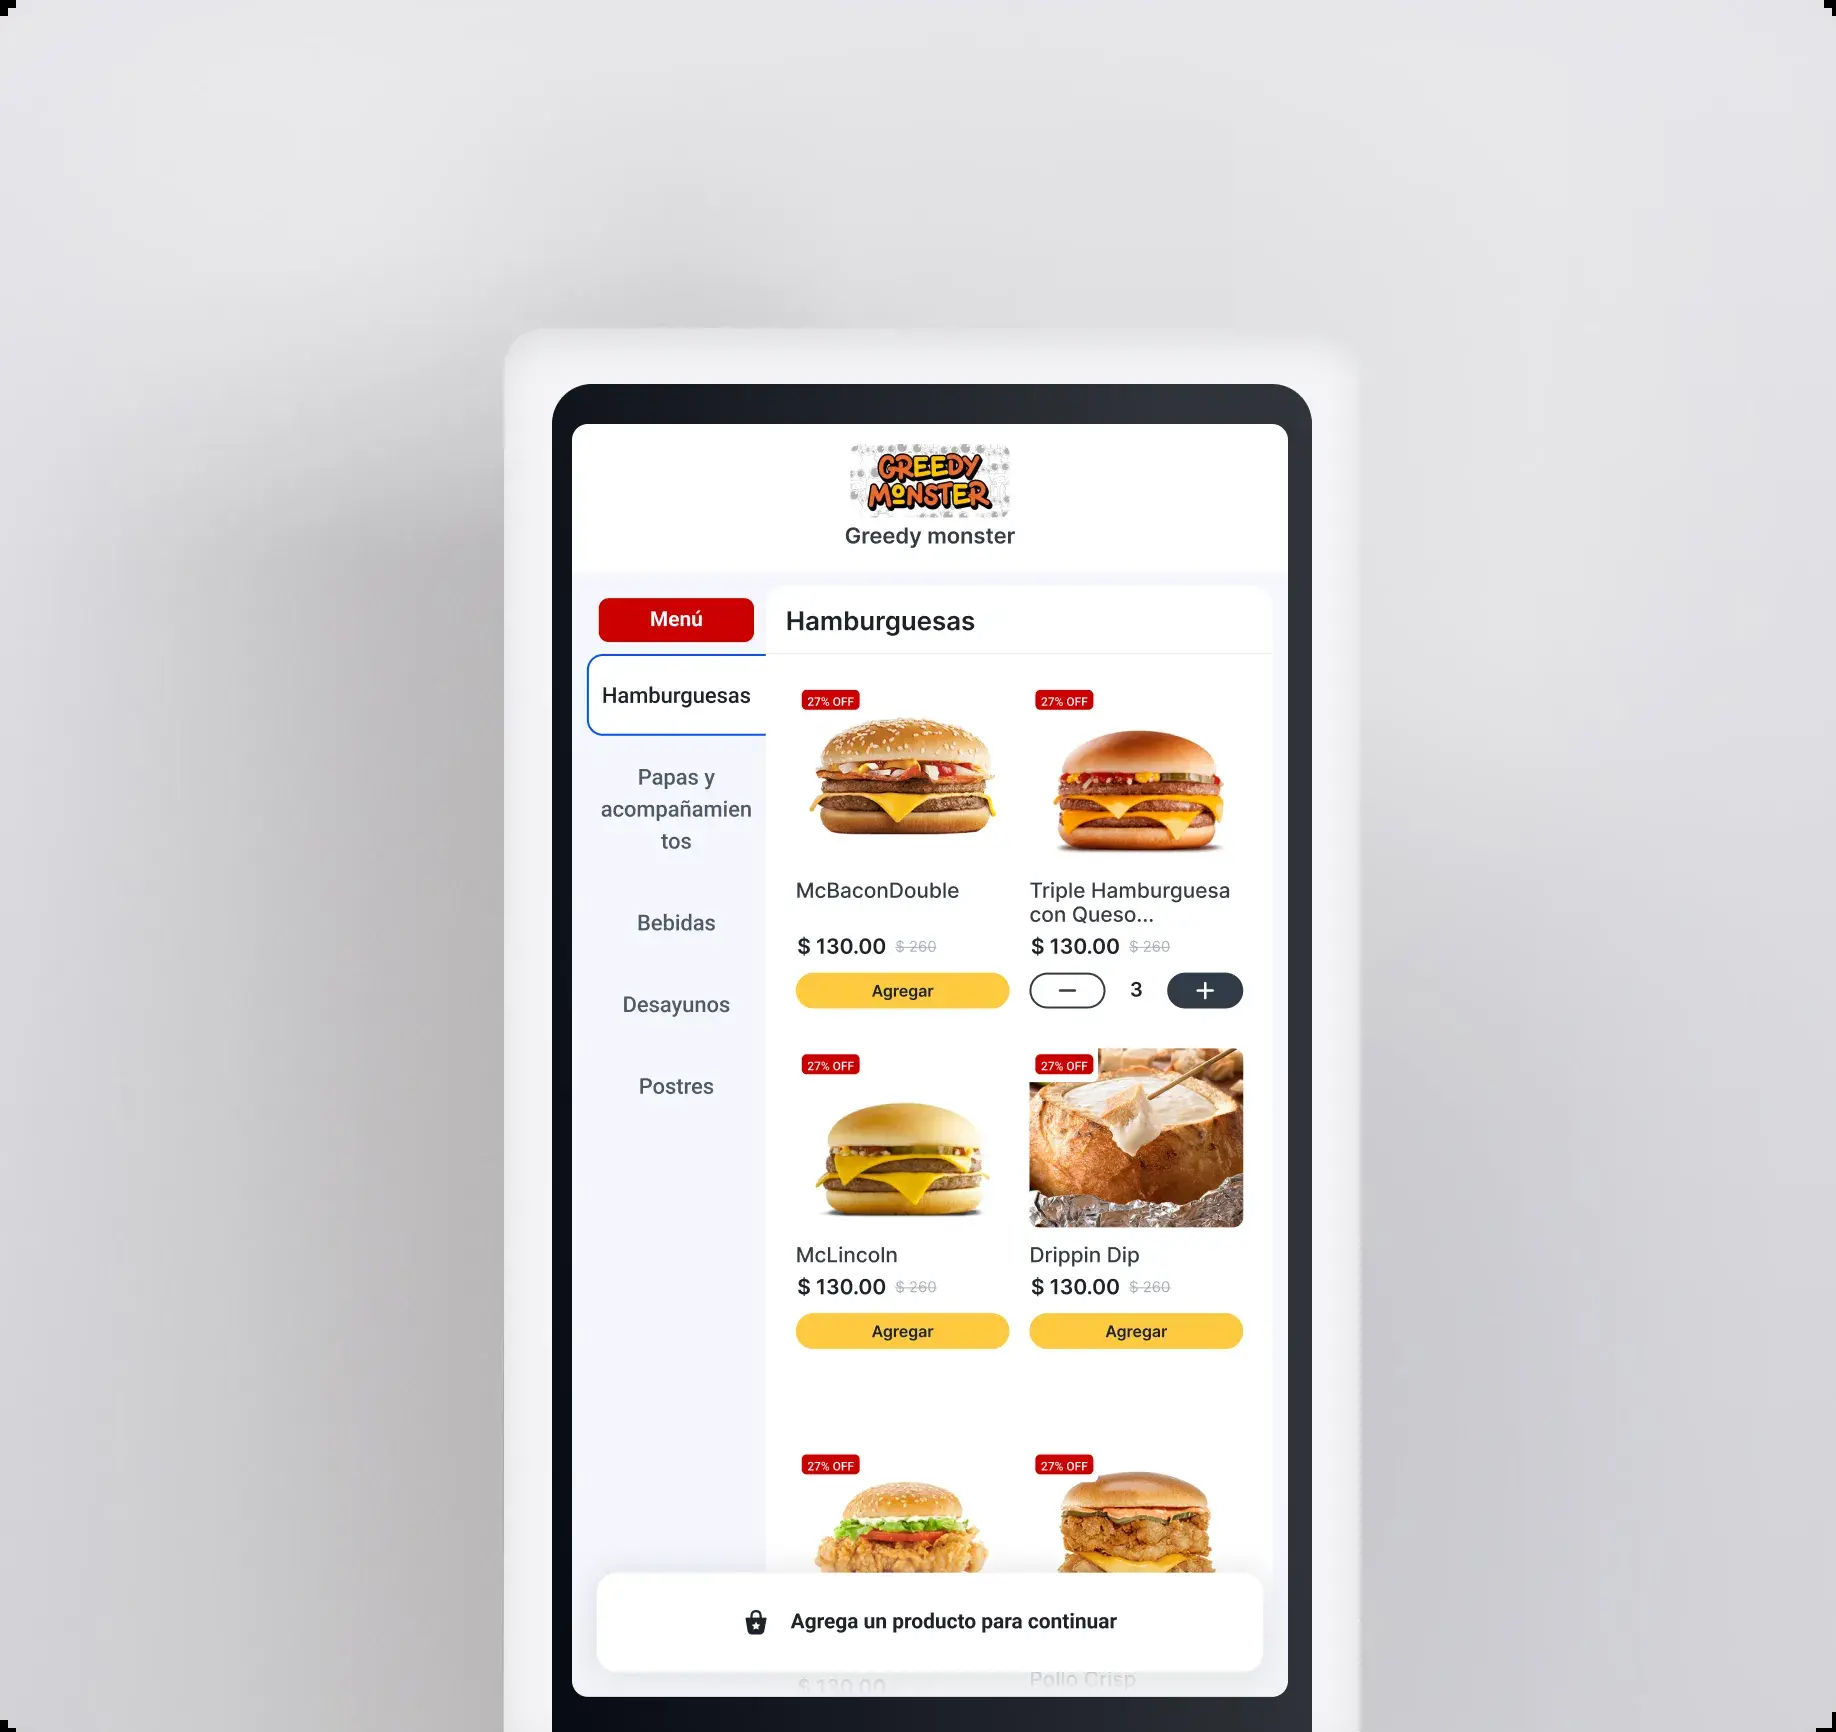 GREEDY
MONSTER
Greedy monster
Menú
Hamburguesas
Papas y
acompañamien
tos
Bebidas
Desayunos
Postres
Hamburguesas
27% OFF
27% OFF
McBaconDouble
Triple Hamburguesa
con Queso...
$ 130.00 $ 260
$ 130.00 $ 260
Agregar
3
27% OFF
27% OFF
McLincoln
Drippin Dip
$ 130.00 $ 260
$ 130.00 $ 260
Agregar
Agregar
27% OFF
27% OFF
Agrega un producto para continuar
$ 130.00
Pollo Crisp